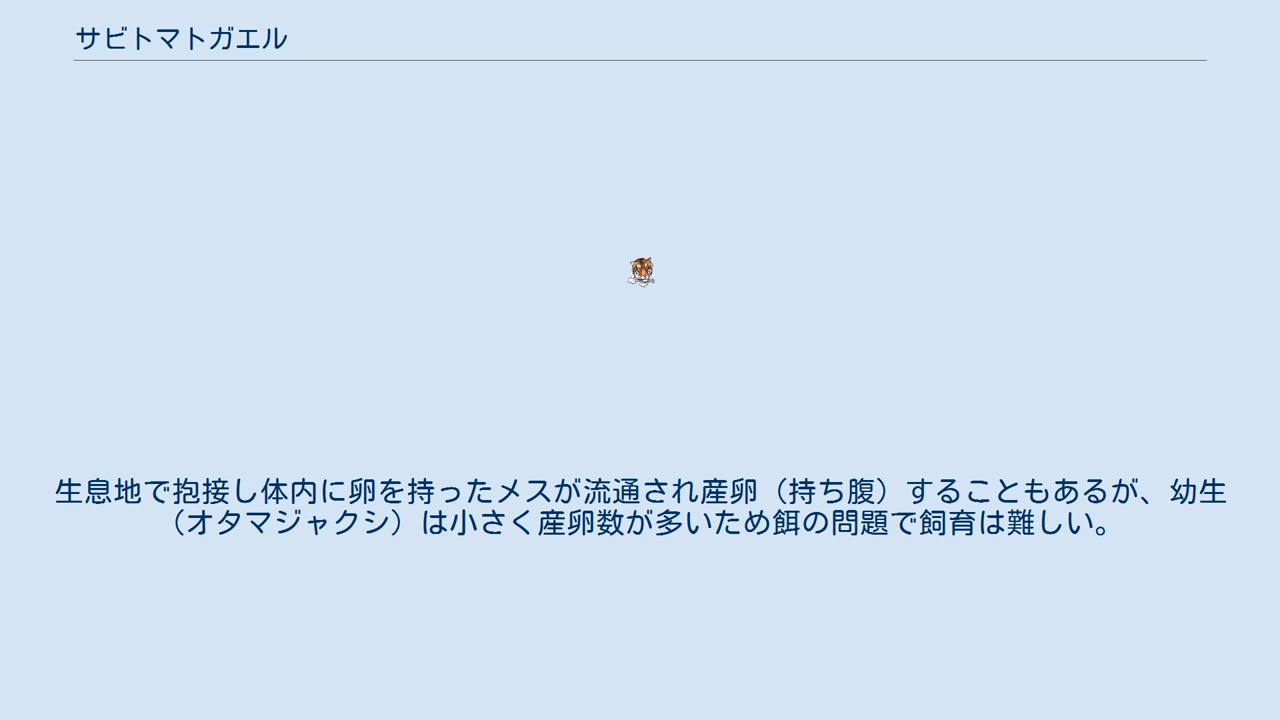 サビトマトガエル
生息地で抱接し体内に卵を持ったメスが流通され産卵（持ち腹）することもあるが、幼生
（オタマジャクシ）は小さく産卵数が多いため餌の問題で飼育は難しい。